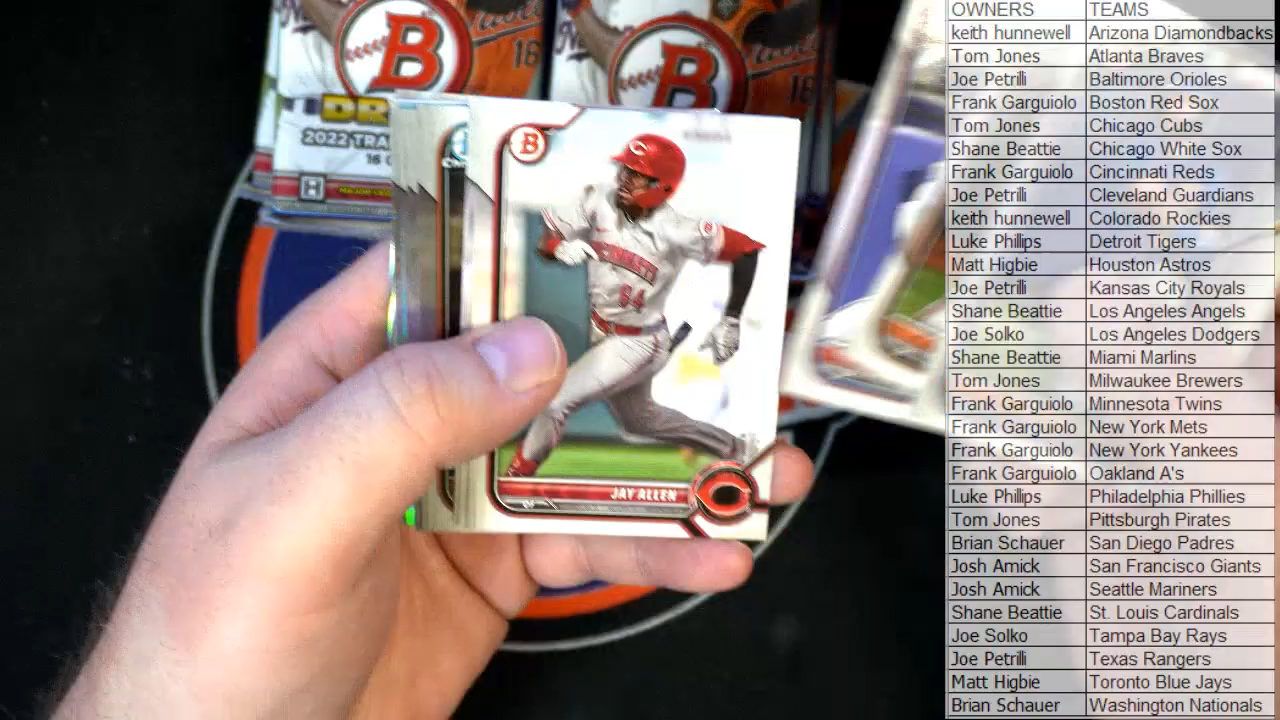 B
B
18
18
DR
2022 TRA
16
H
B
CINCINNATI
94
JAY ALLEN
OWNERS TEAMS
keith hunnewell Arizona Diamondbacks
Tom Jones Atlanta Braves
Joe Petrilli Baltimore Orioles
Frank Garguiolo Boston Red Sox
Tom Jones Chicago Cubs
Shane Beattie Chicago White Sox
Frank Garguiolo Cincinnati Reds
Joe Petrilli Cleveland Guardians
keith hunnewell Colorado Rockies
Luke Phillips Detroit Tigers
Matt Higbie Houston Astros
Joe Petrilli Kansas City Royals
Shane Beattie Los Angeles Angels
Joe Solko Los Angeles Dodgers
Shane Beattie Miami Marlins
Tom Jones Milwaukee Brewers
Frank Garguiolo Minnesota Twins
Frank Garguiolo New York Mets
Frank Garguiolo New York Yankees
Frank Garguiolo Oakland A's
Luke Phillips Philadelphia Phillies
Tom Jones Pittsburgh Pirates
Brian Schauer San Diego Padres
Josh Amick San Francisco Giants
Josh Amick Seattle Mariners
Shane Beattie St. Louis Cardinals
Joe Solko Tampa Bay Rays
Joe Petrilli Texas Rangers
Matt Higbie Toronto Blue Jays
Brian Schauer Washington Nationals